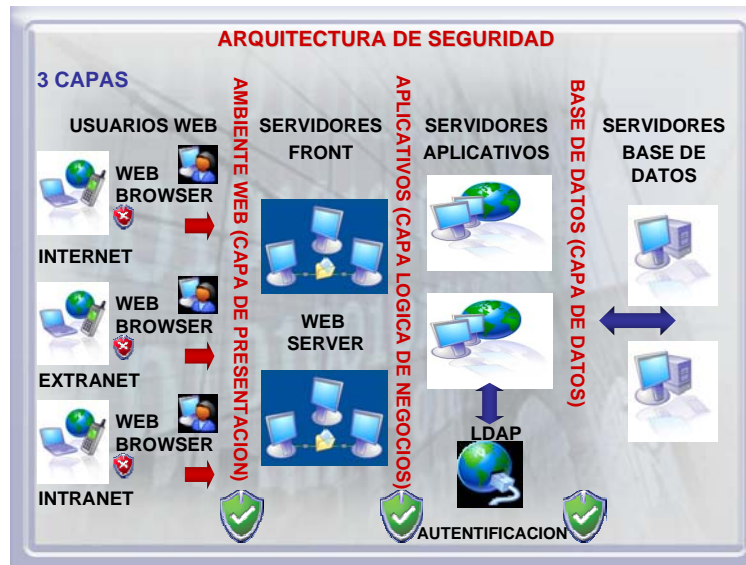 ARQUITECTURA DE SEGURIDAD
3 CAPAS
USUARIOS WEB
WEB
BROWSER
INTERNET
WEB
BROWSER
EXTRANET
WEB
BROWSER
INTRANET
AMBIENTE WEB (CAPA DE PRESENTACION)
SERVIDORES
FRONT
WEB
SERVER
APLICATIVOS (CAPA LOGICA DE NEGOCIOS)
SERVIDORES
APLICATIVOS
LDAP
AUTENTIFICACION
BASE DE DATOS (CAPA DE DATOS)
SERVIDORES
BASE DE
DATOS